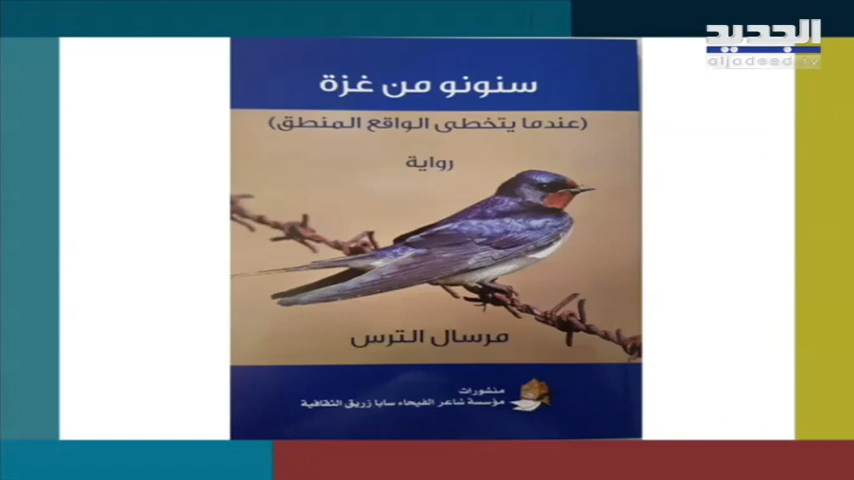 الجديد
aljadeed.tv
سنونو من غزة
(عندما يتخطى الواقع المنطق)
رواية
مرسال الترس
منشورات
مؤسسة شاعر الفيحاء سابا زريق الثقافية